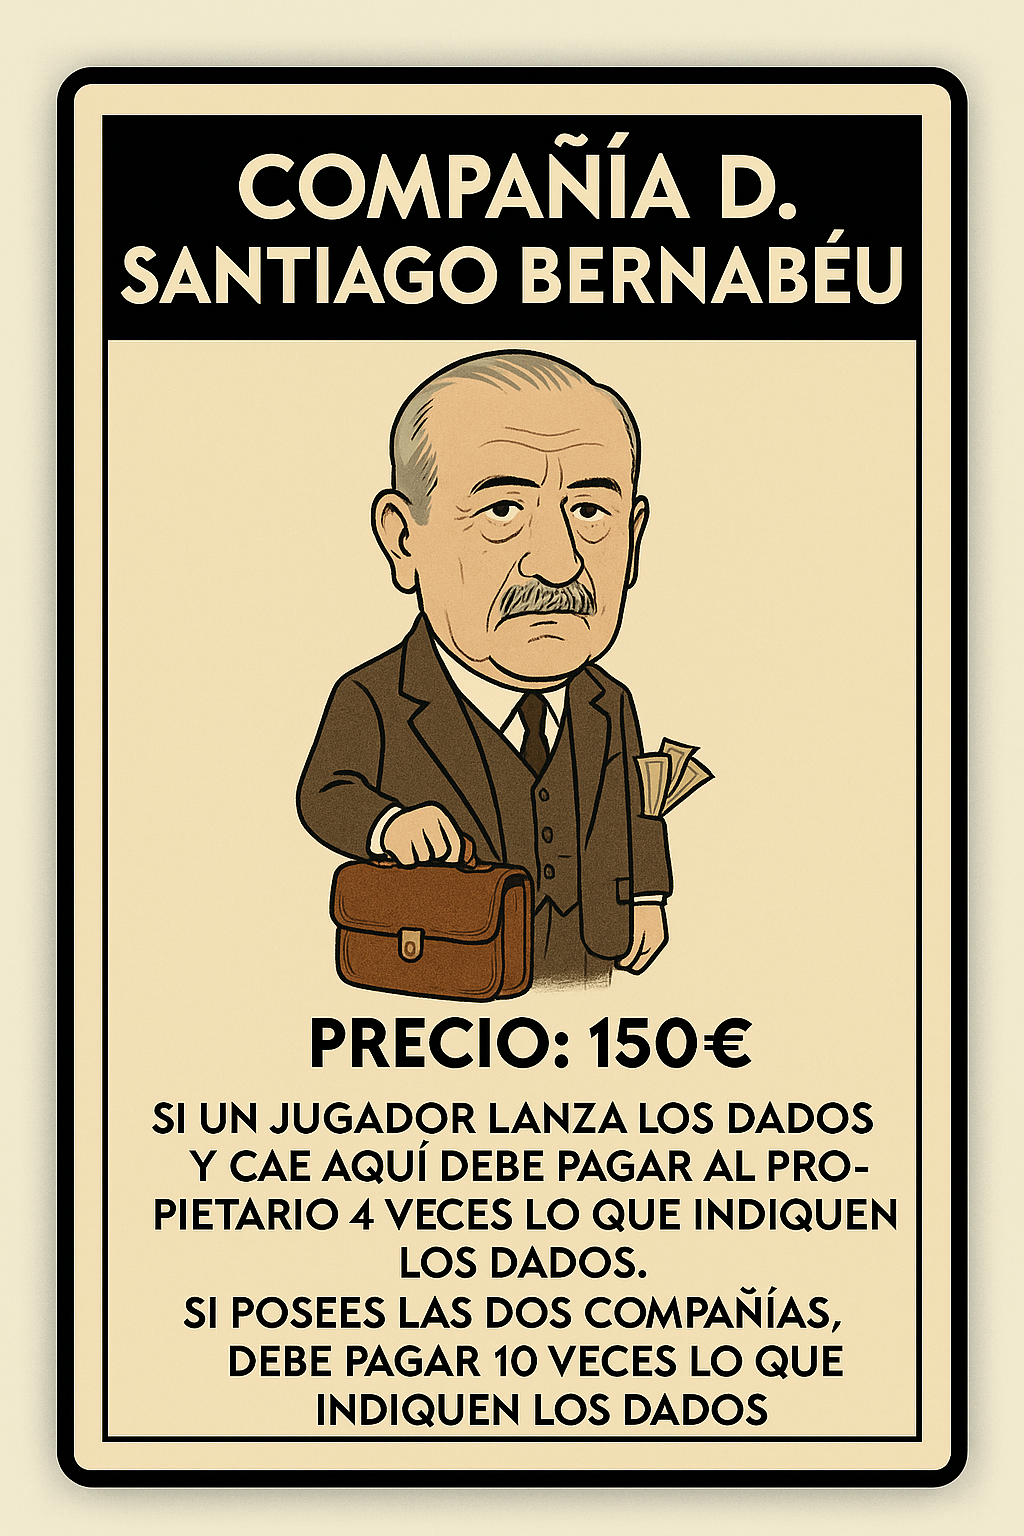 COMPAÑÍA D.
SANTIAGO BERNABÉU
PRECIO: 150€
SI UN JUGADOR LANZA LOS DADOS
Y CAE AQUÍ DEBE PAGAR AL PRO-
PIETARIO 4 VECES LO QUE INDIQUEN
LOS DADOS.
SI POSEES LAS DOS COMPAÑÍAS,
DEBE PAGAR 10 VECES LO QUE
INDIQUEN LOS DADOS